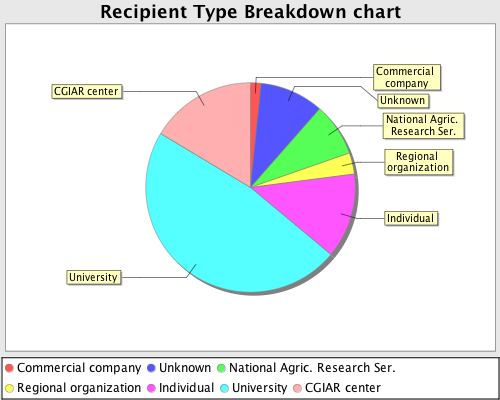 Recipient Type Breakdown chart
Commercial
company
CGIAR center
Unknown
National Agric.
Research Ser.
Regional
organization
Individual
University
Commercial company Unknown National Agric. Research Ser.
Regional organization Individual University CGIAR center